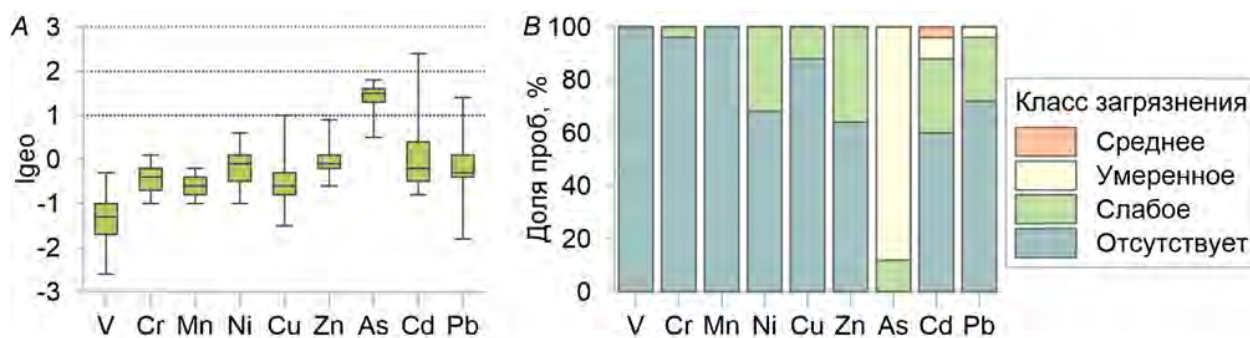 A
3
2
1
0
-1
-2
-3
Igeo
V Cr Mn Ni Cu Zn As Cd Pb
B
100
80
60
40
20
0
Доля проб, %
V Cr Mn Ni Cu Zn As Cd Pb
Класс загрязнения
Среднее
Умеренное
Слабое
Отсутствует